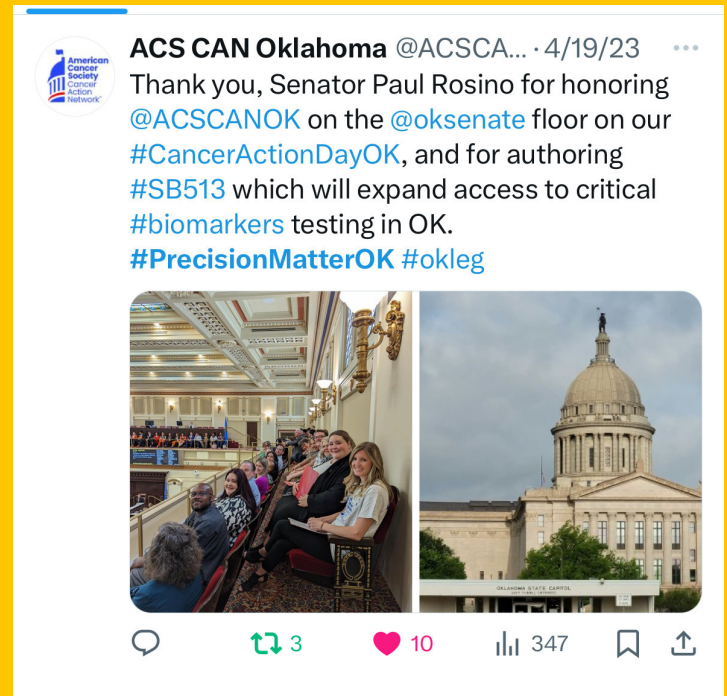 American
Cancer
Society
Cancer
Action
Network
ACS CAN Oklahoma @ACSCA... · 4/19/23
Thank you, Senator Paul Rosino for honoring
@ACSCANOK on the @oksenate floor on our
#CancerActionDayOK, and for authoring
#SB513 which will expand access to critical
#biomarkers testing in OK.
#PrecisionMatterOK #okleg
OKLAHOMA STATE CAPITOL
3
10
347